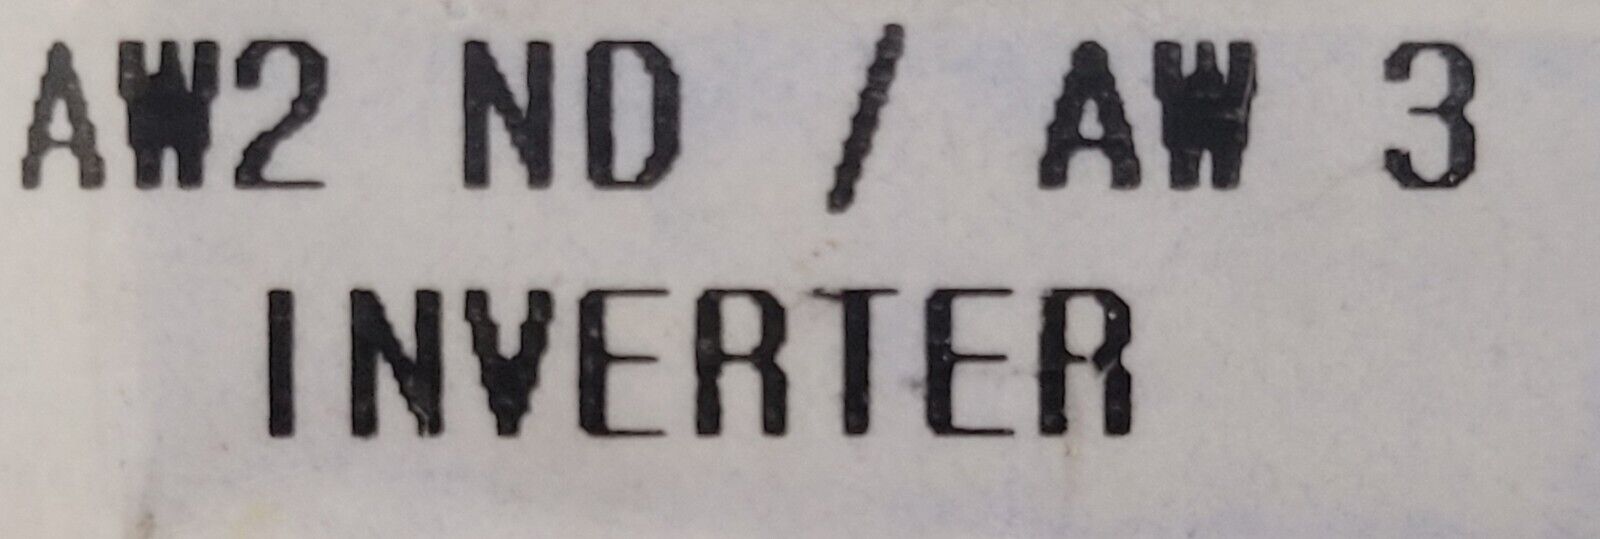 AW2 ND / AW 3
INVERTER